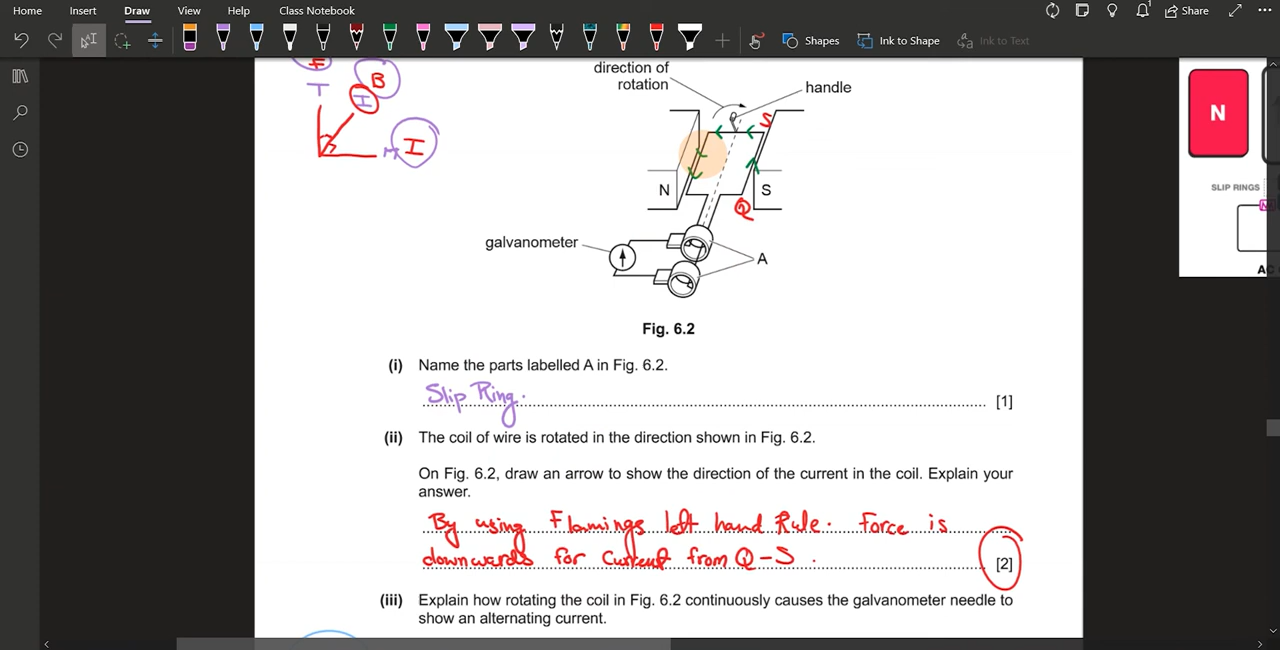 Home Insert Draw View Help Class Notebook Share
Shapes Ink to Shape Ink to Text
F
T
B
I
I
direction of
rotation
handle
S
N
S
Q
galvanometer
A
N
SLIP RINGS
AC
Fig. 6.2
(i) Name the parts labelled A in Fig. 6.2.
Slip Ring.
[1]
(ii) The coil of wire is rotated in the direction shown in Fig. 6.2.
On Fig. 6.2, draw an arrow to show the direction of the current in the coil. Explain your
answer.
By using Flamings left hand Rule. Force is
downwards for Current from Q-S.
[2]
(iii) Explain how rotating the coil in Fig. 6.2 continuously causes the galvanometer needle to
show an alternating current.